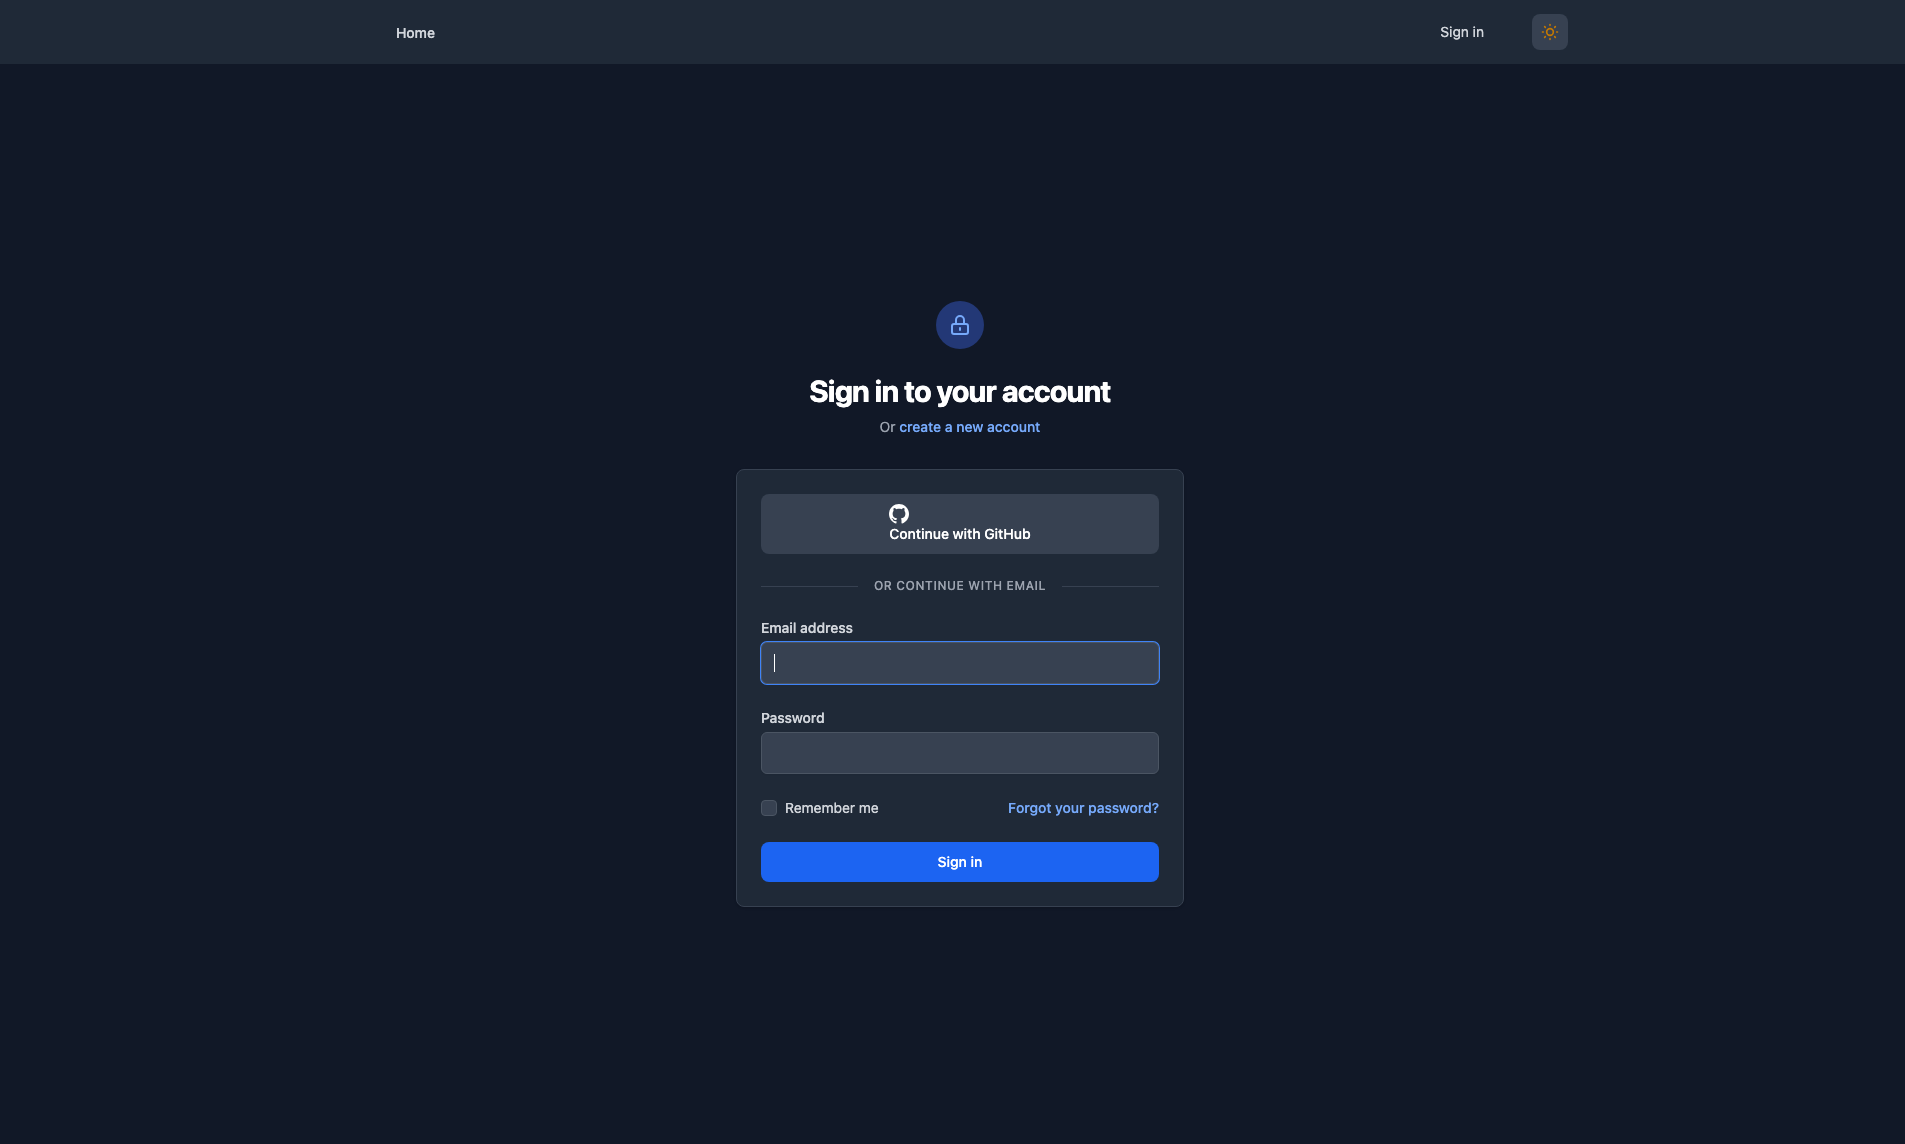 Home
Sign in
Sign in to your account
Or create a new account
Continue with GitHub
OR CONTINUE WITH EMAIL
Email address
Password
Remember me
Forgot your password?
Sign in